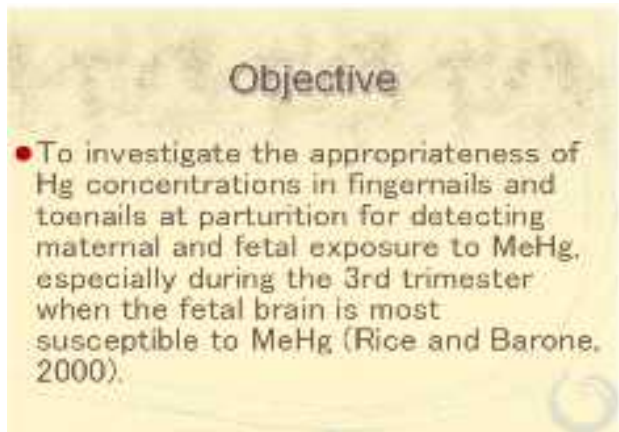 Objective
●To investigate the appropriateness of
Hg concentrations in fingernails and
toenails at parturition for detecting
maternal and fetal exposure to MeHg,
especially during the 3rd trimester
when the fetal brain is most
susceptible to MeHg (Rice and Barone,
2000).